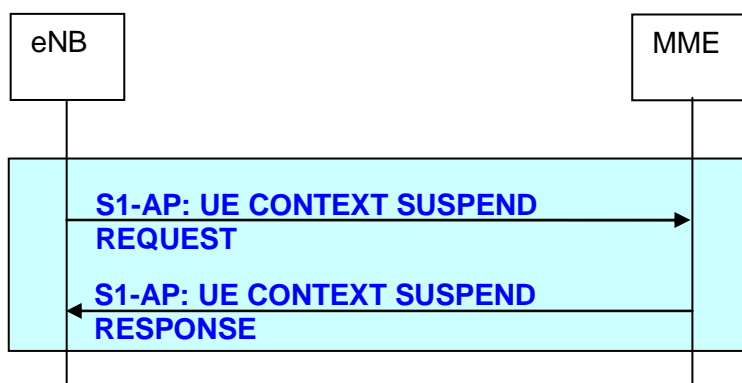 eNB
MME
S1-AP: UE CONTEXT SUSPEND
REQUEST
S1-AP: UE CONTEXT SUSPEND
RESPONSE